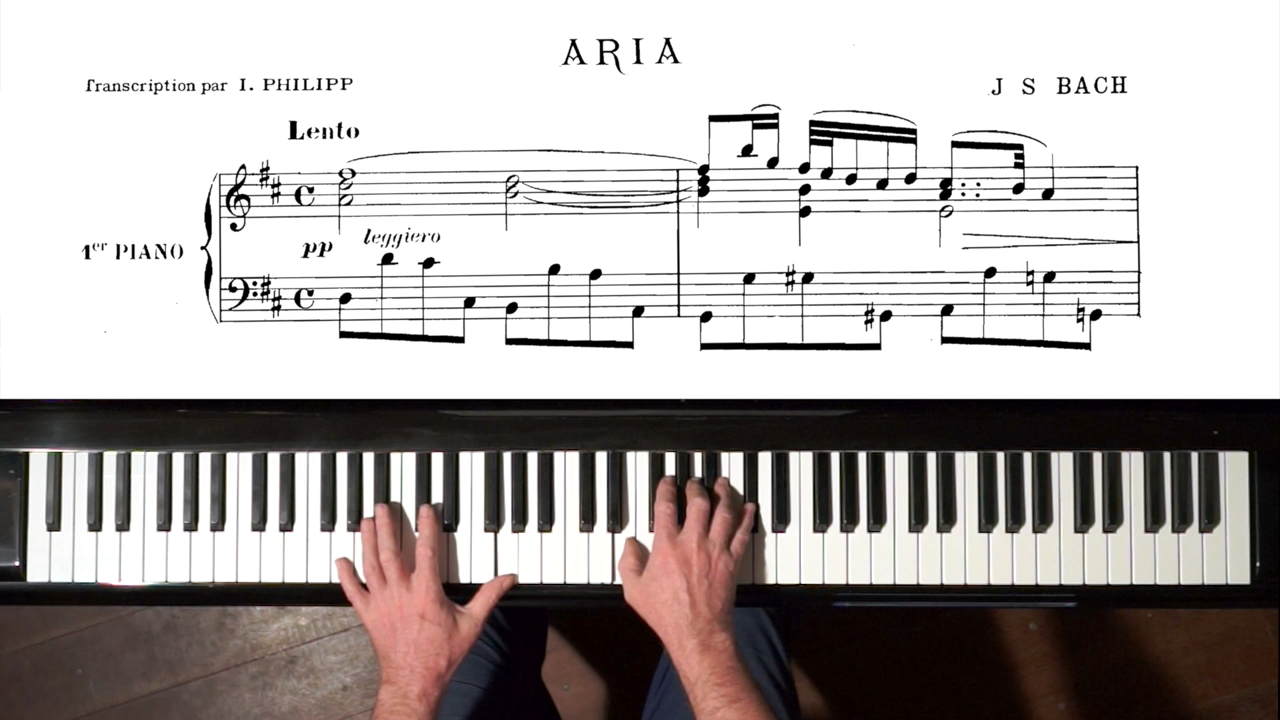 ARIA
Transcription par I. PHILIPP
J S BACH
Lento
pp leggiero
1er PIANO